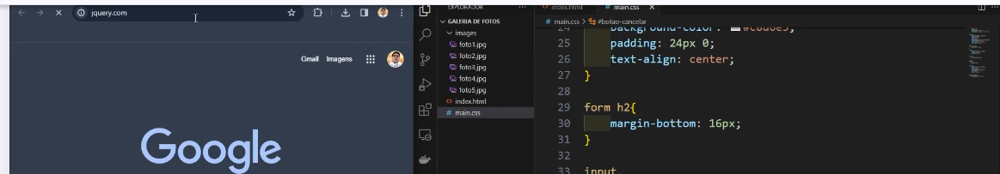 jquery.com
Gmail Imagens
Google
EXPLORADOR
GALERIA DE FOTOS
images
foto1.jpg
foto2.jpg
foto3.jpg
foto4.jpg
foto5.jpg
index.html
main.css
index.html main.css
main.css > #botao-cancelar
24 background-color: #c8d6e5;
25 padding: 24px 0;
26 text-align: center;
27 }
28
29 form h2{
30 margin-bottom: 16px;
31 }
32
33 input,